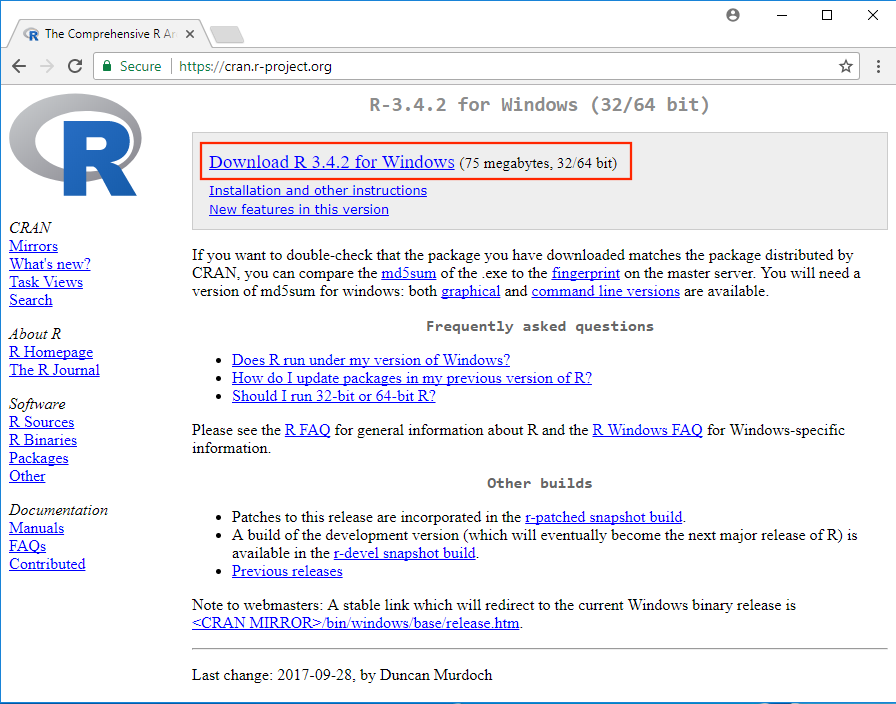 The Comprehensive R Ar
Secure https://cran.r-project.org
R
R-3.4.2 for Windows (32/64 bit)
Download R 3.4.2 for Windows (75 megabytes, 32/64 bit)
Installation and other instructions
New features in this version
CRAN
Mirrors
What's new?
Task Views
Search
About R
R Homepage
The R Journal
Software
R Sources
R Binaries
Packages
Other
Documentation
Manuals
FAQs
Contributed
If you want to double-check that the package you have downloaded matches the package distributed by
CRAN, you can compare the md5sum of the .exe to the fingerprint on the master server. You will need a
version of md5sum for windows: both graphical and command line versions are available.
Frequently asked questions
• Does R run under my version of Windows?
• How do I update packages in my previous version of R?
• Should I run 32-bit or 64-bit R?
Please see the R FAQ for general information about R and the R Windows FAQ for Windows-specific
information.
Other builds
• Patches to this release are incorporated in the r-patched snapshot build.
• A build of the development version (which will eventually become the next major release of R) is
available in the r-devel snapshot build.
• Previous releases
Note to webmasters: A stable link which will redirect to the current Windows binary release is
<CRAN MIRROR>/bin/windows/base/release.htm.
Last change: 2017-09-28, by Duncan Murdoch